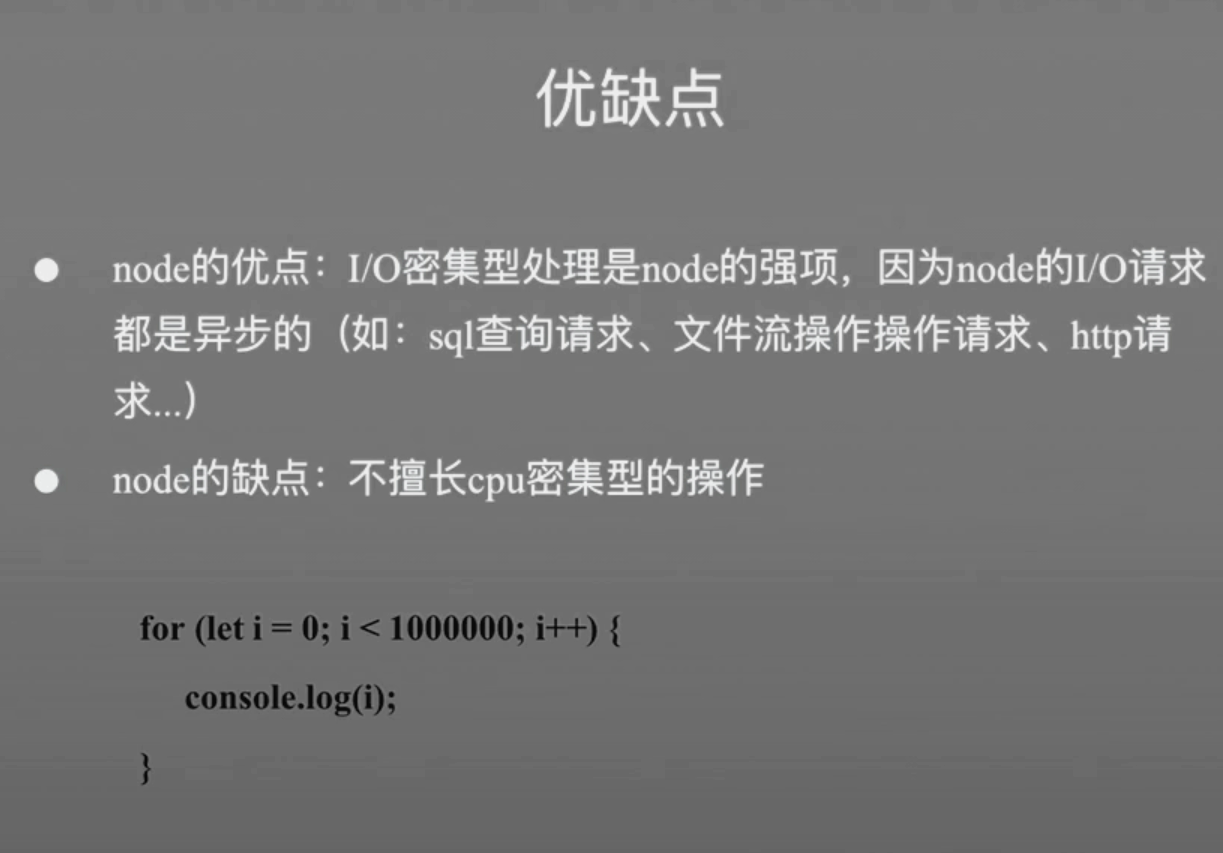 优缺点
node的优点：I/O密集型处理是node的强项，因为node的I/O请求
都是异步的（如：sql查询请求、文件流操作操作请求、http请
求...）
node的缺点：不擅长cpu密集型的操作
for (let i = 0; i < 1000000; i++) {
console.log(i);
}